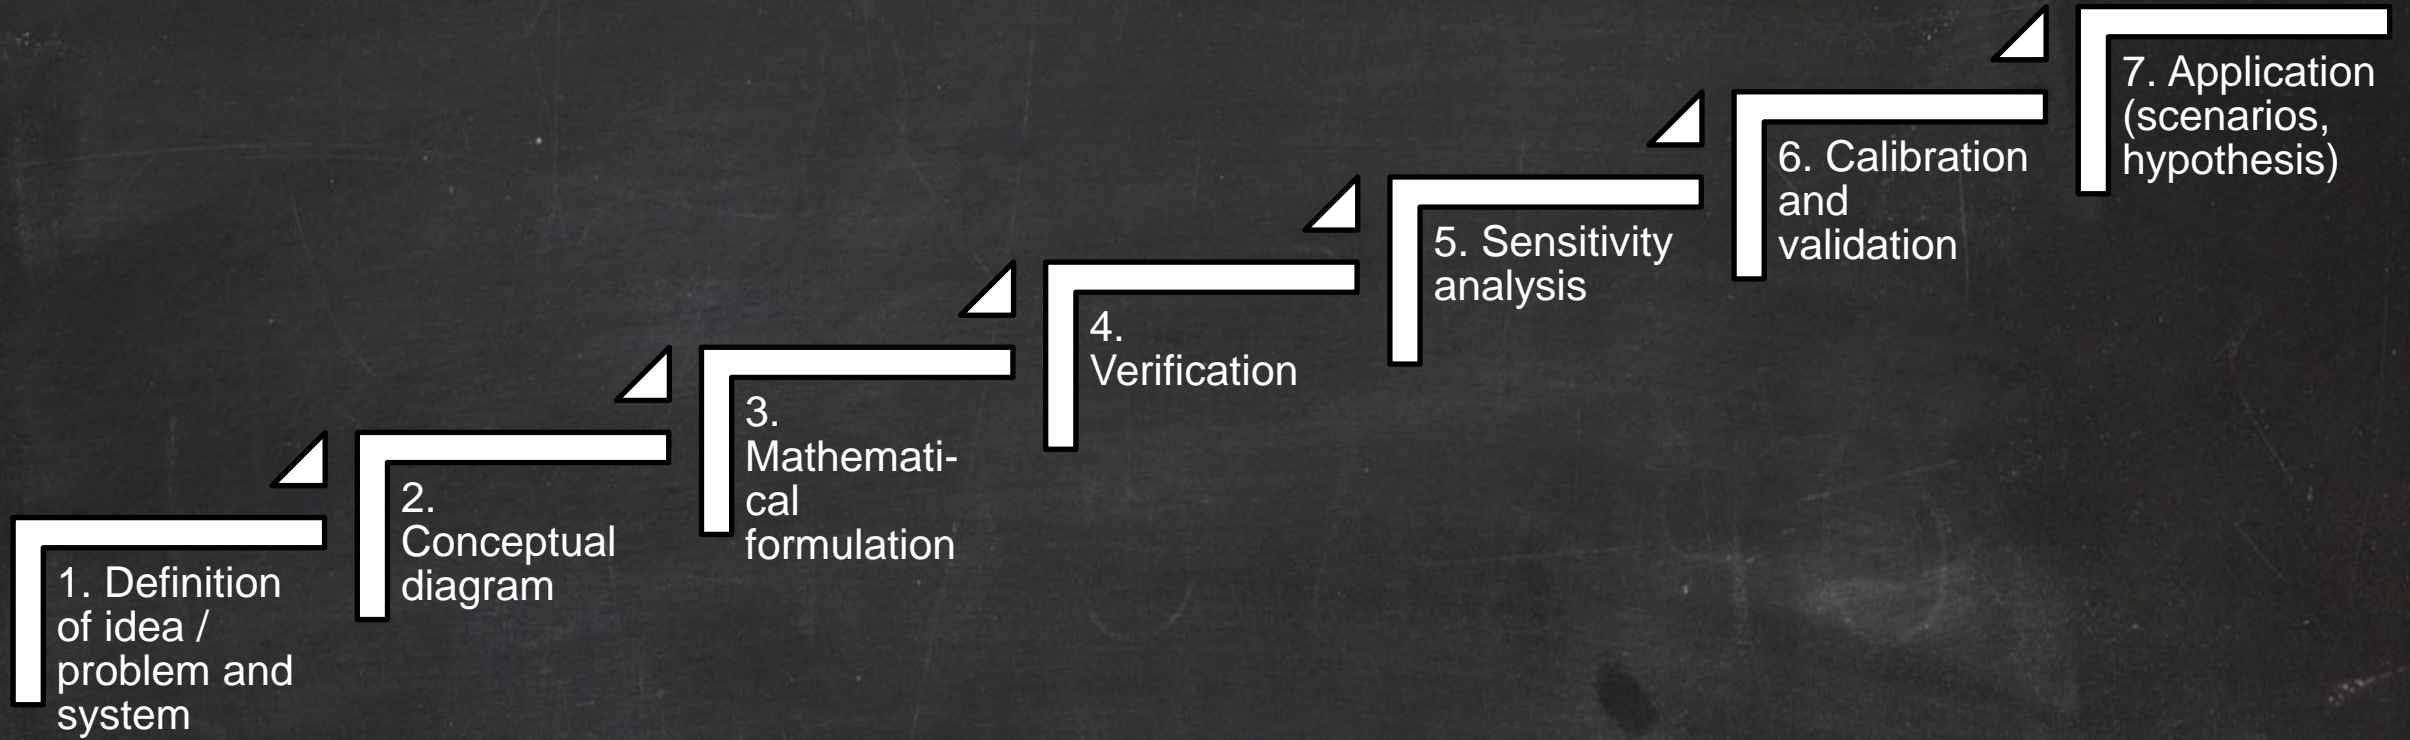 1. Definition
of idea /
problem and
system
2.
Conceptual
diagram
3.
Mathemati-
cal
formulation
4.
Verification
5. Sensitivity
analysis
6. Calibration
and
validation
7. Application
(scenarios,
hypothesis)